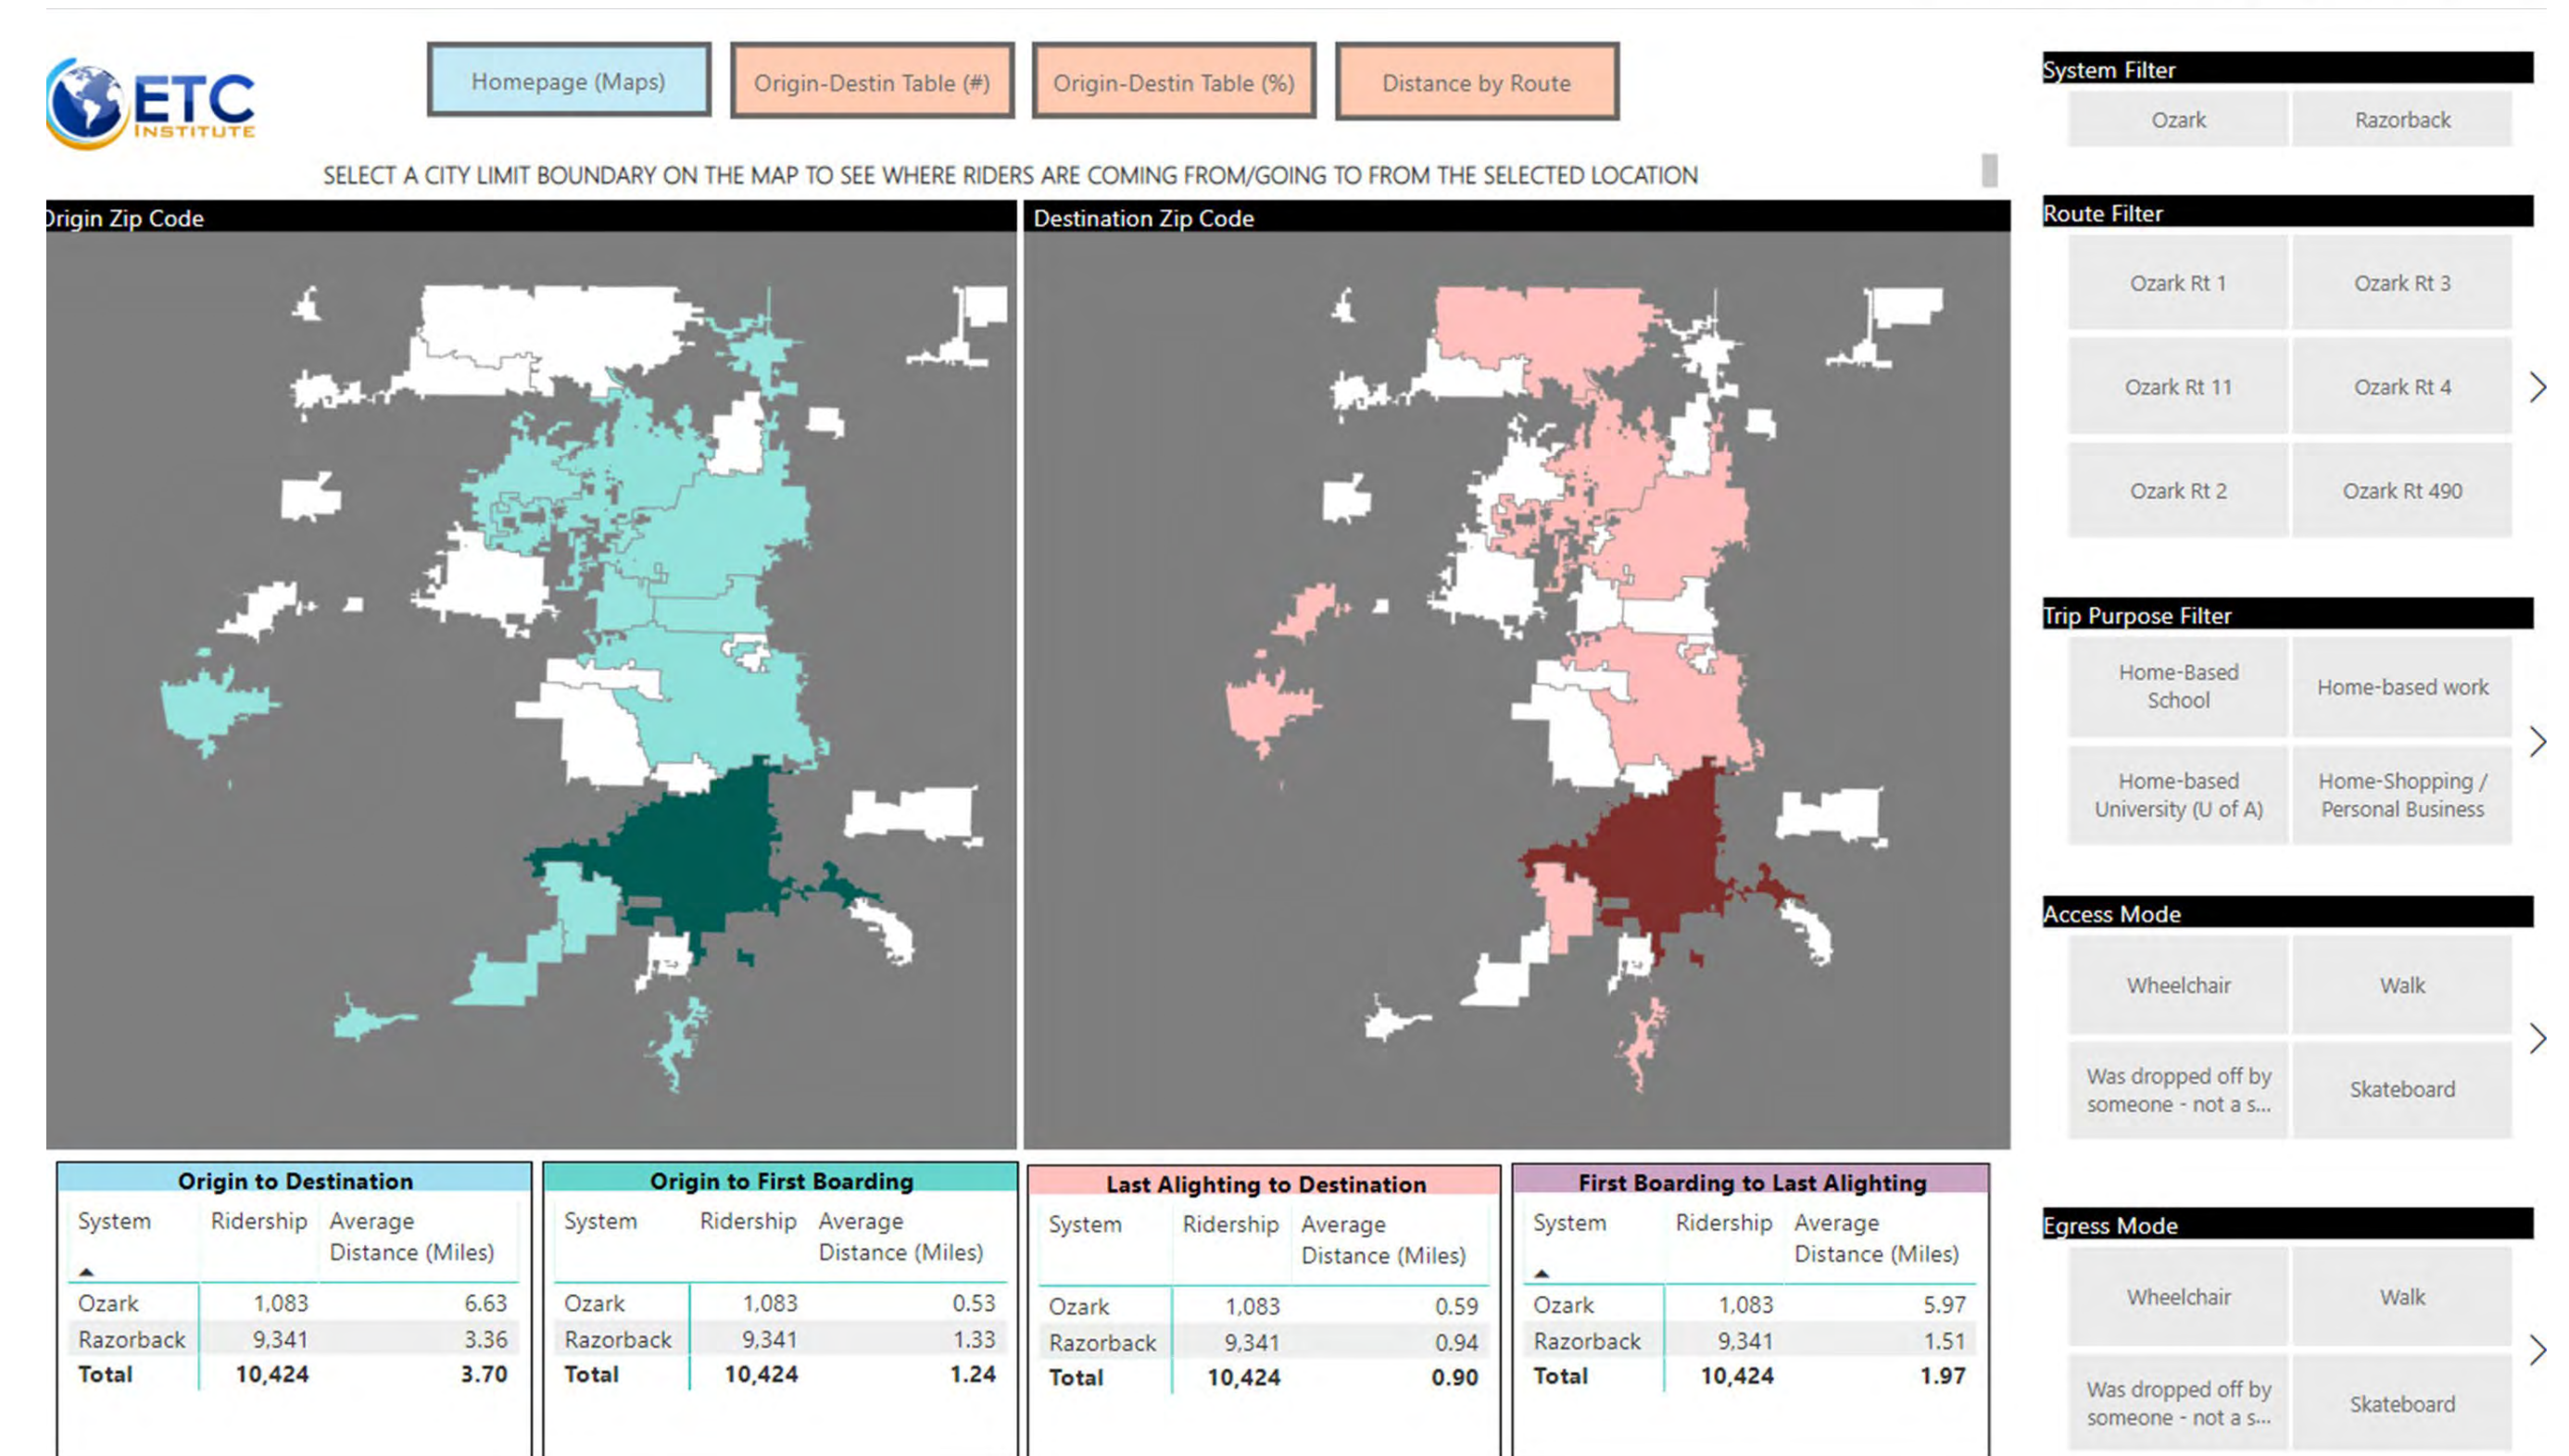 ETC
INSTITUTE
Homepage (Maps)
Origin-Destin Table (#)
Origin-Destin Table (%)
Distance by Route
SELECT A CITY LIMIT BOUNDARY ON THE MAP TO SEE WHERE RIDERS ARE COMING FROM/GOING TO FROM THE SELECTED LOCATION
Origin Zip Code
Destination Zip Code
System Filter
Ozark
Razorback
Route Filter
Ozark Rt 1
Ozark Rt 3
Ozark Rt 11
Ozark Rt 4
Ozark Rt 2
Ozark Rt 490
Trip Purpose Filter
Home-Based
School
Home-based work
Home-based
University (U of A)
Home-Shopping /
Personal Business
Access Mode
Wheelchair
Walk
Was dropped off by
someone - not a s...
Skateboard
Egress Mode
Wheelchair
Walk
Was dropped off by
someone - not a s...
Skateboard
Origin to Destination
System Ridership Average
Distance (Miles)
Ozark 1,083 6.63
Razorback 9,341 3.36
Total 10,424 3.70
Origin to First Boarding
System Ridership Average
Distance (Miles)
Ozark 1,083 0.53
Razorback 9,341 1.33
Total 10,424 1.24
Last Alighting to Destination
System Ridership Average
Distance (Miles)
Ozark 1,083 0.59
Razorback 9,341 0.94
Total 10,424 0.90
First Boarding to Last Alighting
System Ridership Average
Distance (Miles)
Ozark 1,083 5.97
Razorback 9,341 1.51
Total 10,424 1.97